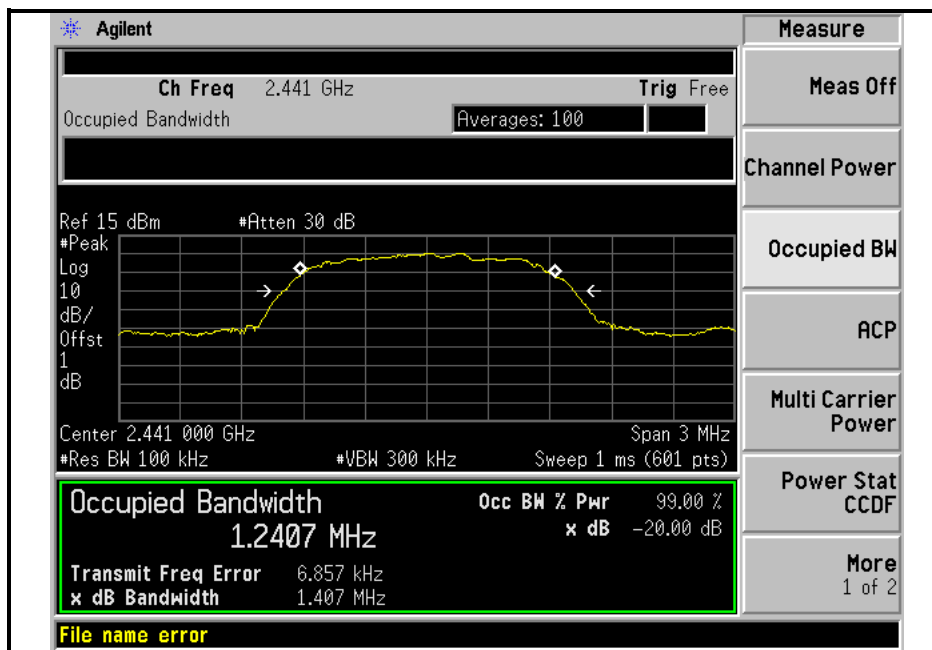 Agilent
Measure
Ch Freq 2.441 GHz Trig Free
Occupied Bandwidth Averages: 100
Meas Off
Channel Power
Occupied BW
ACP
Multi Carrier
Power
Power Stat
CCDF
More
1 of 2
Ref 15 dBm #Atten 30 dB
#Peak
Log
10
dB/
Offst
1
dB
Center 2.441 000 GHz Span 3 MHz
#Res BW 100 kHz #VBW 300 kHz Sweep 1 ms (601 pts)
Occupied Bandwidth Occ BW % Pwr 99.00 %
1.2407 MHz x dB -20.00 dB
Transmit Freq Error 6.857 kHz
x dB Bandwidth 1.407 MHz
File name error